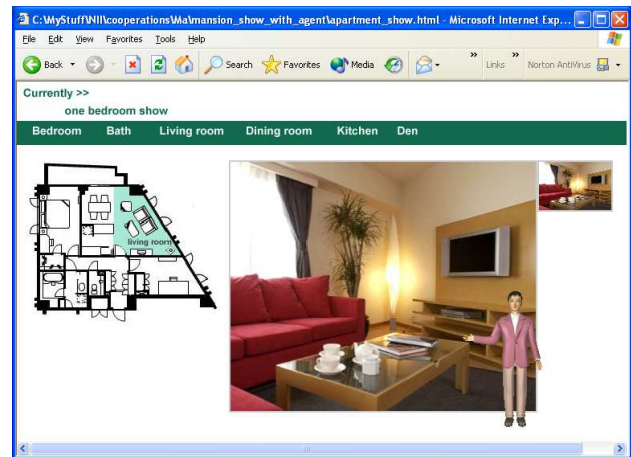 C:\MyStuff\NII\cooperations\Ma\mansion_show_with_agent\apartment_show.html - Microsoft Internet Exp...
File Edit View Favorites Tools Help
Back Search Favorites Media Links Norton AntiVirus
Currently >>
one bedroom show
Bedroom Bath Living room Dining room Kitchen Den
living room